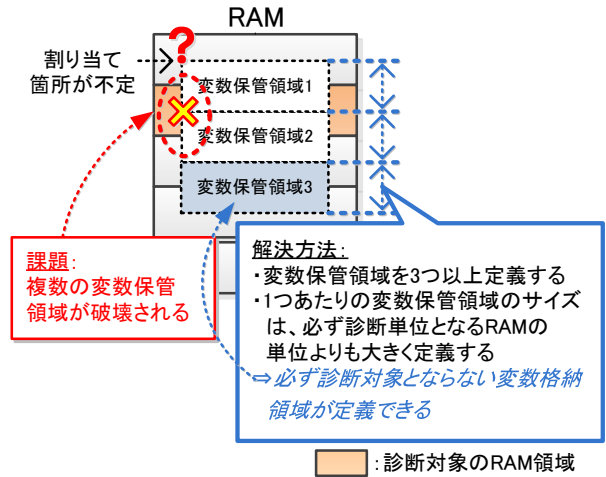 RAM
?
割り当て
箇所が不定
変数保管領域1
変数保管領域2
変数保管領域3
課題:
複数の変数保管
領域が破壊される
解決方法:
・変数保管領域を3つ以上定義する
・1つあたりの変数保管領域のサイズ
は、必ず診断単位となるRAMの
単位よりも大きく定義する
⇒必ず診断対象とならない変数格納
領域が定義できる
:診断対象のRAM領域